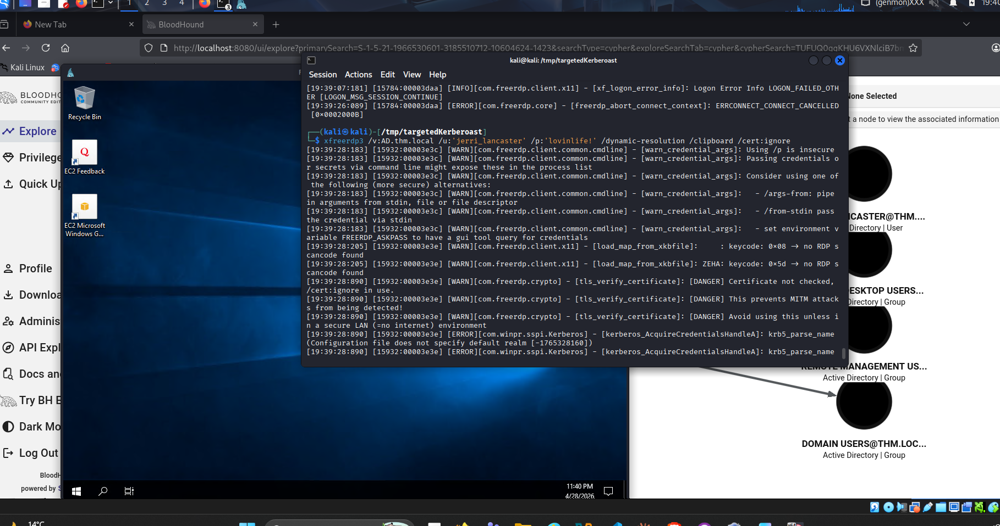 1 2 3 4
3
(genmon)XXX
19:40
New Tab
BloodHound
http://localhost:8080/ui/explore?primarySearch=S-1-5-21-1966530601-3185510712-10604624-1423&searchType=cypher&exploreSearchTab=cypher&cypherSearch=
Kali Linux
kali@kali: /tmp/targetedKerberoast
Session Actions Edit View Help
[19:39:07:181] [15784:00003daa] [INFO][com.freerdp.client.x11] - [xf_logon_error_info]: Logon Error Info LOGON_FAILED_OTH
ER [LOGON_MSG_SESSION_CONTINUE]
[19:39:26:089] [15784:00003daa] [ERROR][com.freerdp.core] - [freerdp_abort_connect_context]: ERRCONNECT_CONNECT_CANCELLED
[0×0002000B]
┌──(kali㉿kali)-[/tmp/targetedKerberoast]
└─$ xfreerdp3 /v:AD.thm.local /u:'jerri_lancaster' /p:'lovinlife!' /dynamic-resolution /clipboard /cert:ignore
[19:39:28:183] [15932:00003e3c] [WARN][com.freerdp.client.common.cmdline] - [warn_credential_args]: Using /p is insecure
[19:39:28:183] [15932:00003e3c] [WARN][com.freerdp.client.common.cmdline] - [warn_credential_args]: Passing credentials o
r secrets via command line might expose these in the process list
[19:39:28:183] [15932:00003e3c] [WARN][com.freerdp.client.common.cmdline] - [warn_credential_args]: Consider using one of
the following (more secure) alternatives:
[19:39:28:183] [15932:00003e3c] [WARN][com.freerdp.client.common.cmdline] - [warn_credential_args]:   - /args-from: pipe
in arguments from stdin, file or file descriptor
[19:39:28:183] [15932:00003e3c] [WARN][com.freerdp.client.common.cmdline] - [warn_credential_args]:   - /from-stdin pass
the credential via stdin
[19:39:28:183] [15932:00003e3c] [WARN][com.freerdp.client.common.cmdline] - [warn_credential_args]:   - set environment v
ariable FREERDP_ASKPASS to have a gui tool query for credentials
[19:39:28:205] [15932:00003e3e] [WARN][com.freerdp.client.x11] - [load_map_from_xkbfile]:     : keycode: 0×08 → no RDP s
cancode found
[19:39:28:205] [15932:00003e3e] [WARN][com.freerdp.client.x11] - [load_map_from_xkbfile]: ZEHA: keycode: 0×5d → no RDP s
cancode found
[19:39:28:890] [15932:00003e3e] [WARN][com.freerdp.crypto] - [tls_verify_certificate]: [DANGER] Certificate not checked,
/cert:ignore in use.
[19:39:28:890] [15932:00003e3e] [WARN][com.freerdp.crypto] - [tls_verify_certificate]: [DANGER] This prevents MITM attack
s from being detected!
[19:39:28:890] [15932:00003e3e] [WARN][com.freerdp.crypto] - [tls_verify_certificate]: [DANGER] Avoid using this unless i
n a secure LAN (=no internet) environment
[19:39:28:890] [15932:00003e3e] [ERROR][com.winpr.sspi.Kerberos] - [kerberos_AcquireCredentialsHandleA]: krb5_parse_name
(Configuration file does not specify default realm [-1765328160])
[19:39:28:890] [15932:00003e3e] [ERROR][com.winpr.sspi.Kerberos] - [kerberos_AcquireCredentialsHandleA]: krb5_parse_name
BLOODHO
COMMUNITY EDIT
Explore
Privilege
Quick Up
Profile
Downloa
Adminis
API Expl
Docs and
Try BH E
Dark Mo
Log Out
BloodH
powered by S
Recycle Bin
EC2 Feedback
EC2 Microsoft
Windows G...
11:40 PM
4/28/2026
None Selected
t a node to view the associated information
NCASTER@THM....
Directory | User
DESKTOP USERS...
Directory | Group
REMOTE MANAGEMENT US...
Active Directory | Group
DOMAIN USERS@THM.LOC...
Active Directory | Group
14°C